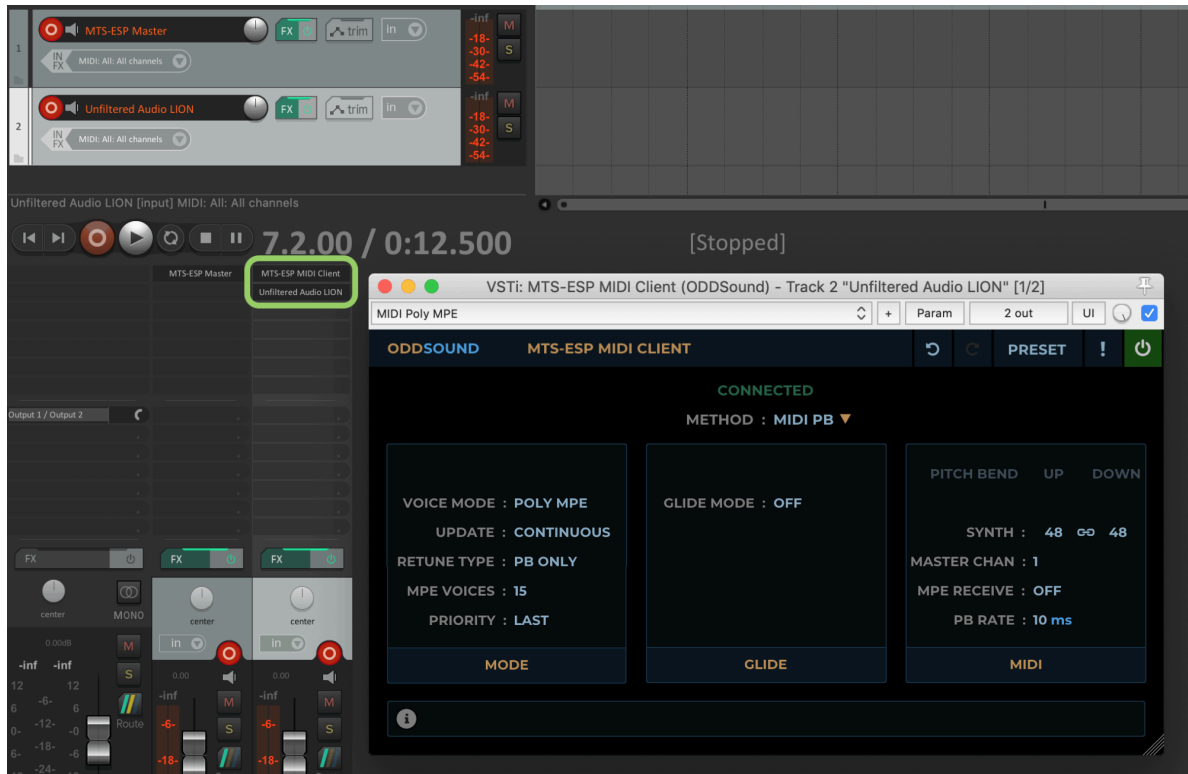 -inf
MTS-ESP Master FX trim in M
1 -18-
-30- S
IN FX MIDI: All: All channels -42-
-54-
-inf
Unfiltered Audio LION FX trim in M
2 -18-
-30- S
IN FX MIDI: All: All channels -42-
-54-
Unfiltered Audio LION [input] MIDI: All: All channels
7.2.00 / 0:12.500 [Stopped]
MTS-ESP Master MTS-ESP MIDI Client
Unfiltered Audio LION
VSTi: MTS-ESP MIDI Client (ODDSound) - Track 2 "Unfiltered Audio LION" [1/2]
MIDI Poly MPE + Param 2 out UI
ODDSOUND MTS-ESP MIDI CLIENT PRESET !
CONNECTED
METHOD : MIDI PB
PITCH BEND UP DOWN
VOICE MODE : POLY MPE GLIDE MODE : OFF
UPDATE : CONTINUOUS SYNTH : 48 48
RETUNE TYPE : PB ONLY MASTER CHAN : 1
MPE VOICES : 15 MPE RECEIVE : OFF
PRIORITY : LAST PB RATE : 10 ms
MODE GLIDE MIDI
Output 1 / Output 2
FX FX FX
center MONO center center
0.00dB M in in
-inf -inf S 0.00 0.00
12 12 -inf M -inf M
6 -6- 6 Route
0- -12- -0 -6- S -6- S
6- -18- -6 -18- -18-
-24-